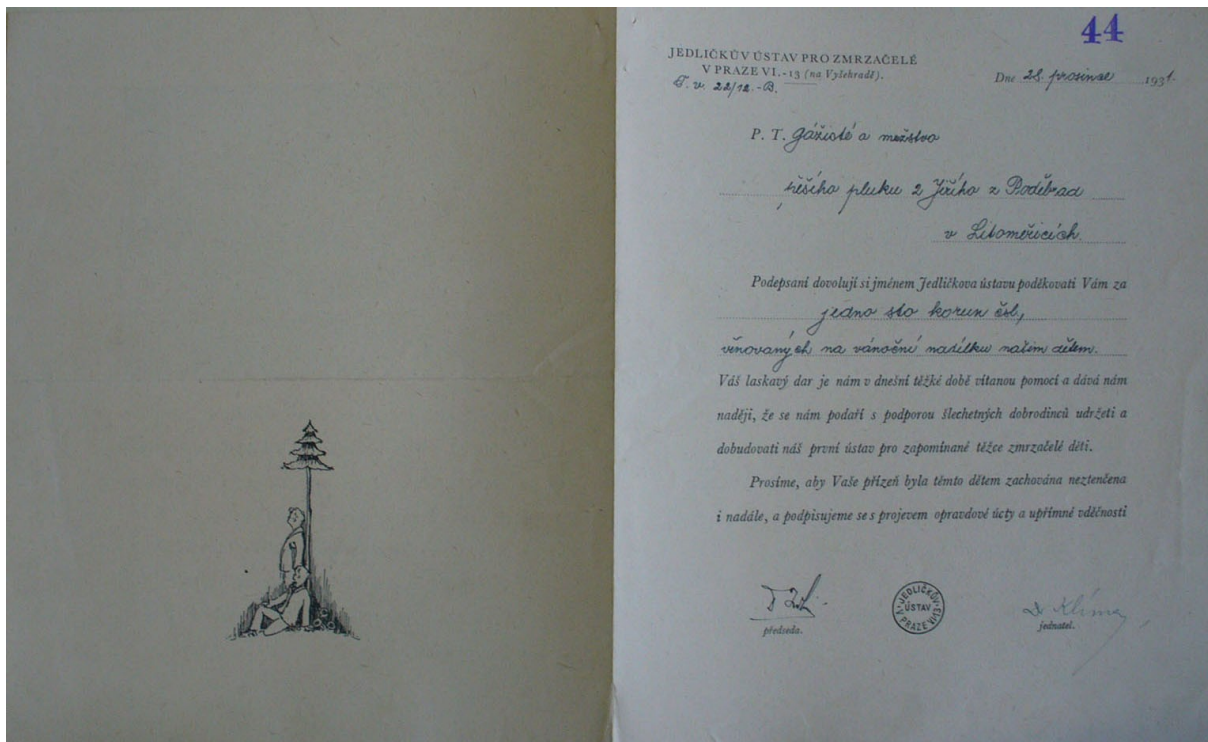 44
JEDLIČKŮV ÚSTAV PRO ZMRZAČELÉ
V PRAZE VI.-13 (na Vyšehradě).
Dne 28. prosince 1931.
T. v. 22/12.-B.
P. T. gážisté a mužstvo
pěšího pluku 2 Jiřího z Poděbrad
v Litoměřicích.
Podepsaní dovolují si jménem Jedličkova ústavu poděkovati Vám za
jedno sto korun čsl,
věnovaných na vánoční nadílku našim dětem.
Váš laskavý dar je nám v dnešní těžké době vítanou pomocí a dává nám
naději, že se nám podaří s podporou šlechetných dobrodinců udržeti a
dobudovati náš první ústav pro zapomínané těžce zmrzačelé děti.
Prosíme, aby Vaše přízeň byla těmto dětem zachována neztenčena
i nadále, a podpisujeme se s projevem opravdové úcty a upřímné vděčnosti
předseda.
JEDLIČKŮV
ÚSTAV
V PRAZE VI.
Dr Klíma
jednatel.